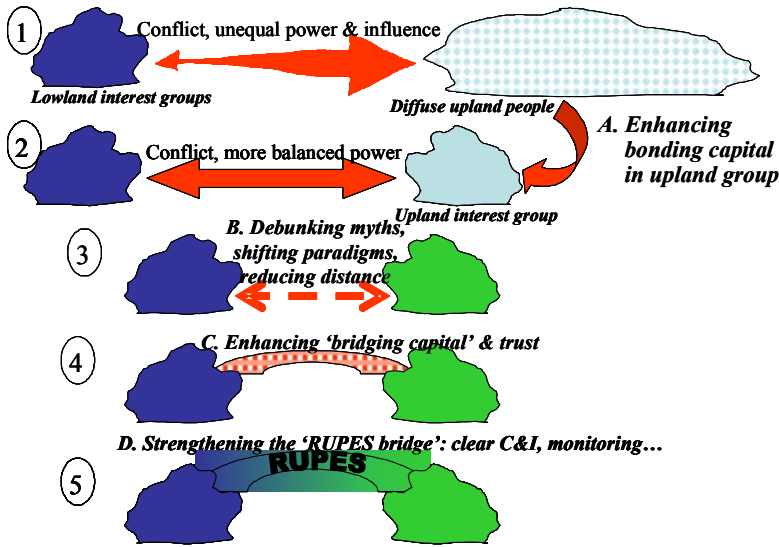 1
Conflict, unequal power & influence
Lowland interest groups
Diffuse upland people
A. Enhancing
bonding capital
in upland group
2
Conflict, more balanced power
Upland interest group
3
B. Debunking myths,
shifting paradigms,
reducing distance
4
C. Enhancing ‘bridging capital’ & trust
D. Strengthening the ‘RUPES bridge’: clear C&I, monitoring…
5
RUPES